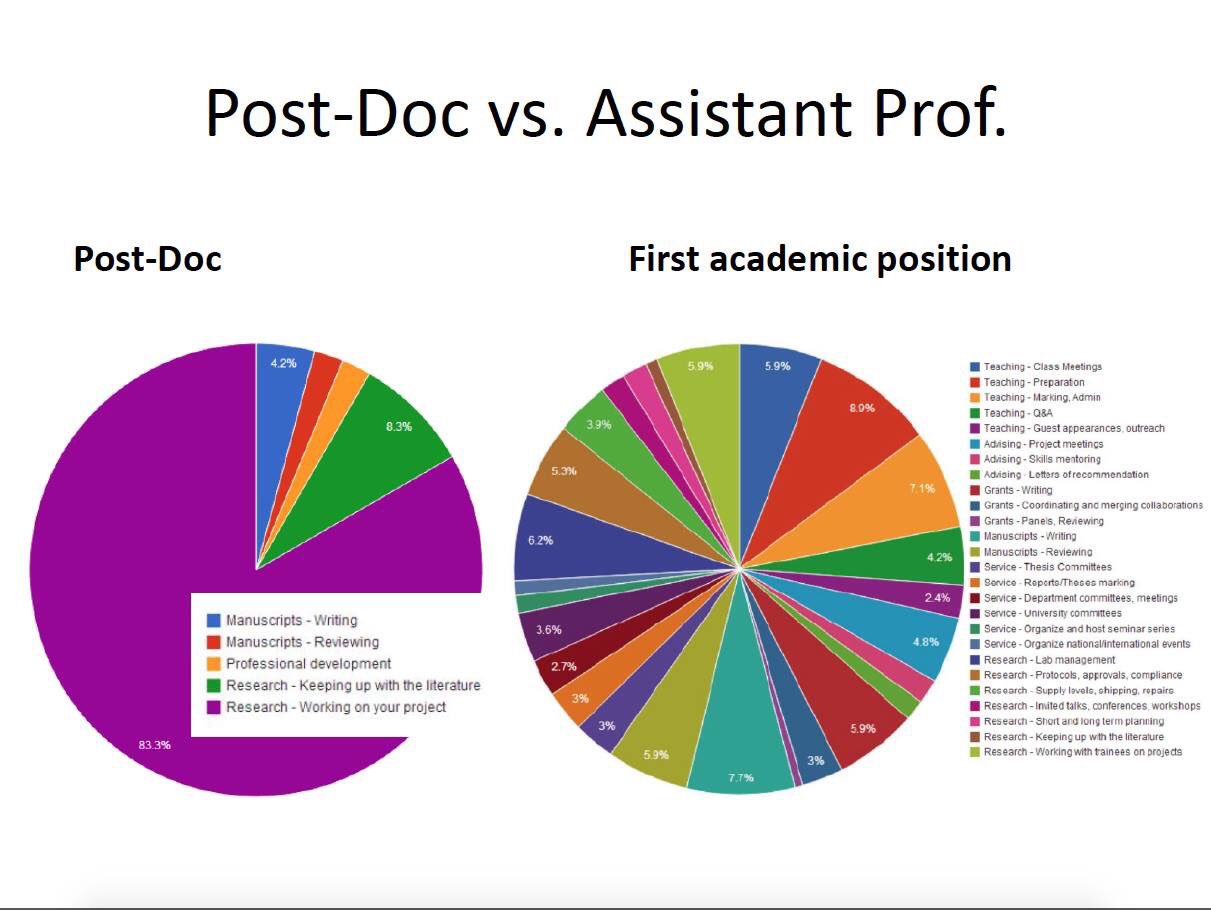 Post-Doc vs. Assistant Prof.
Post-Doc
First academic position
4.2%
8.3%
83.3%
Manuscripts - Writing
Manuscripts - Reviewing
Professional development
Research - Keeping up with the literature
Research - Working on your project
5.9%
8.9%
7.1%
4.2%
2.4%
4.8%
5.9%
3%
7.7%
5.9%
3%
3%
2.7%
3.6%
6.2%
5.3%
3.9%
5.9%
Teaching - Class Meetings
Teaching - Preparation
Teaching - Marking, Admin
Teaching - Q&A
Teaching - Guest appearances, outreach
Advising - Project meetings
Advising - Skills mentoring
Advising - Letters of recommendation
Grants - Writing
Grants - Coordinating and merging collaborations
Grants - Panels, Reviewing
Manuscripts - Writing
Manuscripts - Reviewing
Service - Thesis Committees
Service - Reports/Theses marking
Service - Department committees, meetings
Service - University committees
Service - Organize and host seminar series
Service - Organize national/international events
Research - Lab management
Research - Protocols, approvals, compliance
Research - Supply levels, shipping, repairs
Research - Invited talks, conferences, workshops
Research - Short and long term planning
Research - Keeping up with the literature
Research - Working with trainees on projects